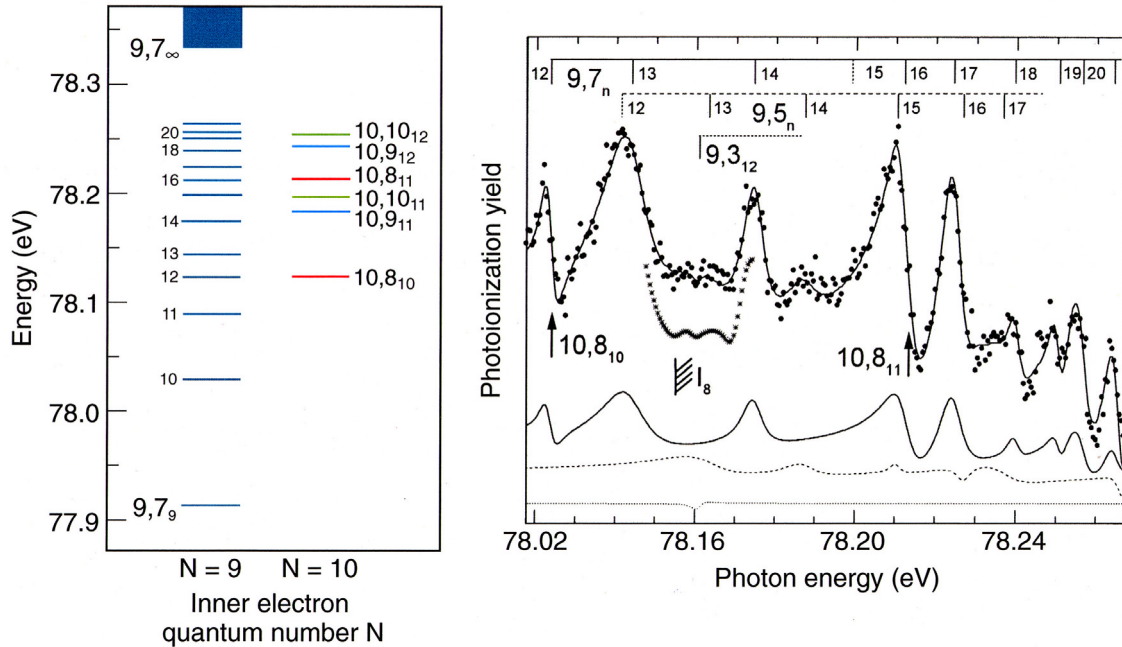 9,7∞
78.3
78.2
78.1
78.0
77.9
Energy (eV)
20
18
16
14
13
12
11
10
9,7₉
10,10₁₂
10,9₁₂
10,8₁₁
10,10₁₁
10,9₁₁
10,8₁₀
N = 9 N = 10
Inner electron
quantum number N
Photoionization yield
12 9,7ₙ 13 14 15 16 17 18 19 20
12 13 9,5ₙ 14 15 16 17
9,3₁₂
10,8₁₀
I₈
10,8₁₁
78.02 78.16 78.20 78.24
Photon energy (eV)